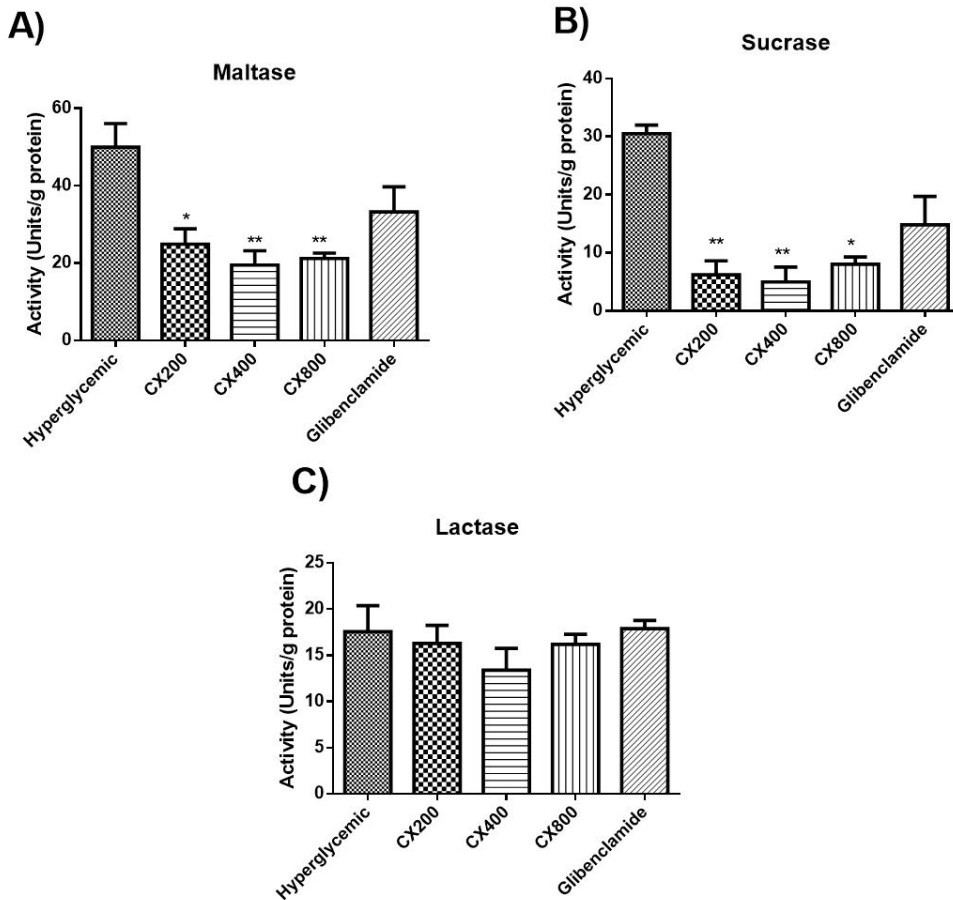 A)
Maltase
Activity (Units/g protein)
60
40
20
0
*
**
**
Hyperglycemic
CX200
CX400
CX800
Glibenclamide
B)
Sucrase
Activity (Units/g protein)
40
30
20
10
0
**
**
*
Hyperglycemic
CX200
CX400
CX800
Glibenclamide
C)
Lactase
Activity (Units/g protein)
25
20
15
10
5
0
Hyperglycemic
CX200
CX400
CX800
Glibenclamide